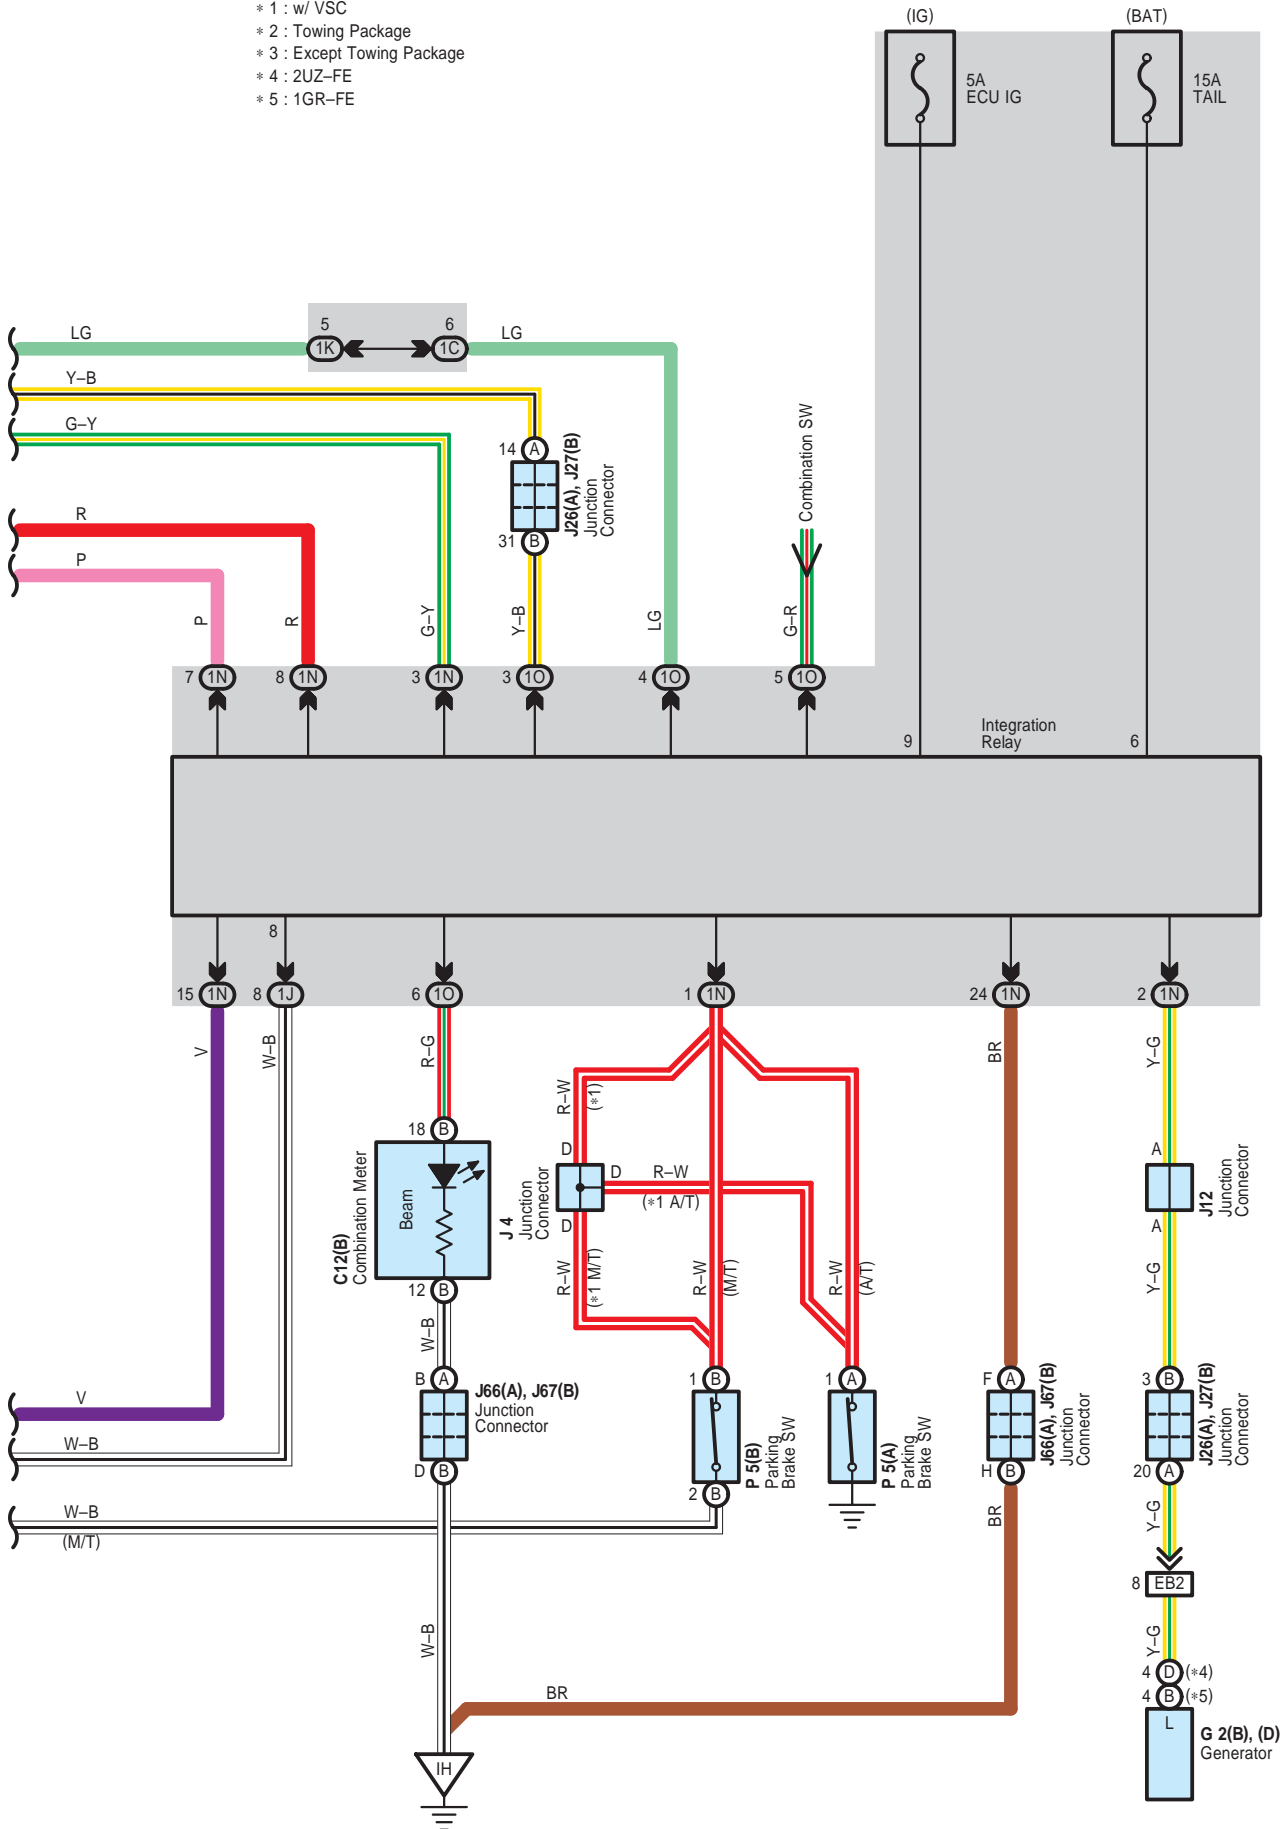 * 1 : w/ VSC
* 2 : Towing Package
* 3 : Except Towing Package
* 4 : 2UZ–FE
* 5 : 1GR–FE
(IG)
(BAT)
5A
ECU IG
15A
TAIL
LG
5
1K
6
1C
LG
Y–B
G–Y
14
A
J26(A), J27(B)
Junction
Connector
31
B
Combination SW
R
P
P
R
G–Y
Y–B
LG
G–R
7
1N
8
1N
3
1N
3
1O
4
1O
5
1O
9
Integration
Relay
6
8
15
1N
8
1J
6
1O
1
1N
24
1N
2
1N
V
W–B
R–G
R–W
(*1)
BR
Y–G
18
B
Beam
C12(B)
Combination Meter
12
B
D
D
D
J 4
Junction
Connector
R–W
(*1 A/T)
R–W
(*1 M/T)
R–W
(M/T)
R–W
(A/T)
A
A
J12
Junction
Connector
Y–G
W–B
B
A
J66(A), J67(B)
Junction
Connector
D
B
1
B
P 5(B)
Parking
Brake SW
2
B
1
A
P 5(A)
Parking
Brake SW
F
A
J66(A), J67(B)
Junction
Connector
H
B
3
B
J26(A), J27(B)
Junction
Connector
20
A
V
W–B
W–B
(M/T)
BR
Y–G
8
EB2
W–B
Y–G
4
D
(*4)
4
B
(*5)
BR
L
G 2(B), (D)
Generator
IH